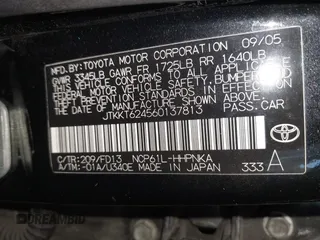 MFD. BY: TOYOTA MOTOR CORPORATION 09/05
GVWR 3345LB GAWR FR 1725LB RR 1640LB
THIS VEHICLE CONFORMS TO ALL APPLICABLE
FEDERAL MOTOR VEHICLE SAFETY, BUMPER, AND
THEFT PREVENTION STANDARDS IN EFFECT ON
THE DATE OF MANUFACTURE SHOWN ABOVE.
JTKKT624560137813 PASS. CAR
TOYOTA
C/TR: 209/FD13 NCP61L-HHPNKA
A/TM: -01A/U340E MADE IN JAPAN 333 A
DREAMBID